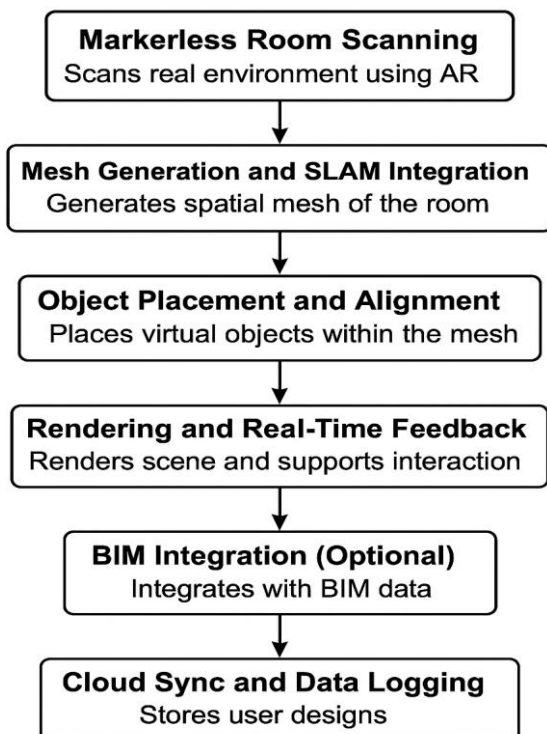 Markerless Room Scanning
Scans real environment using AR
Mesh Generation and SLAM Integration
Generates spatial mesh of the room
Object Placement and Alignment
Places virtual objects within the mesh
Rendering and Real-Time Feedback
Renders scene and supports interaction
BIM Integration (Optional)
Integrates with BIM data
Cloud Sync and Data Logging
Stores user designs